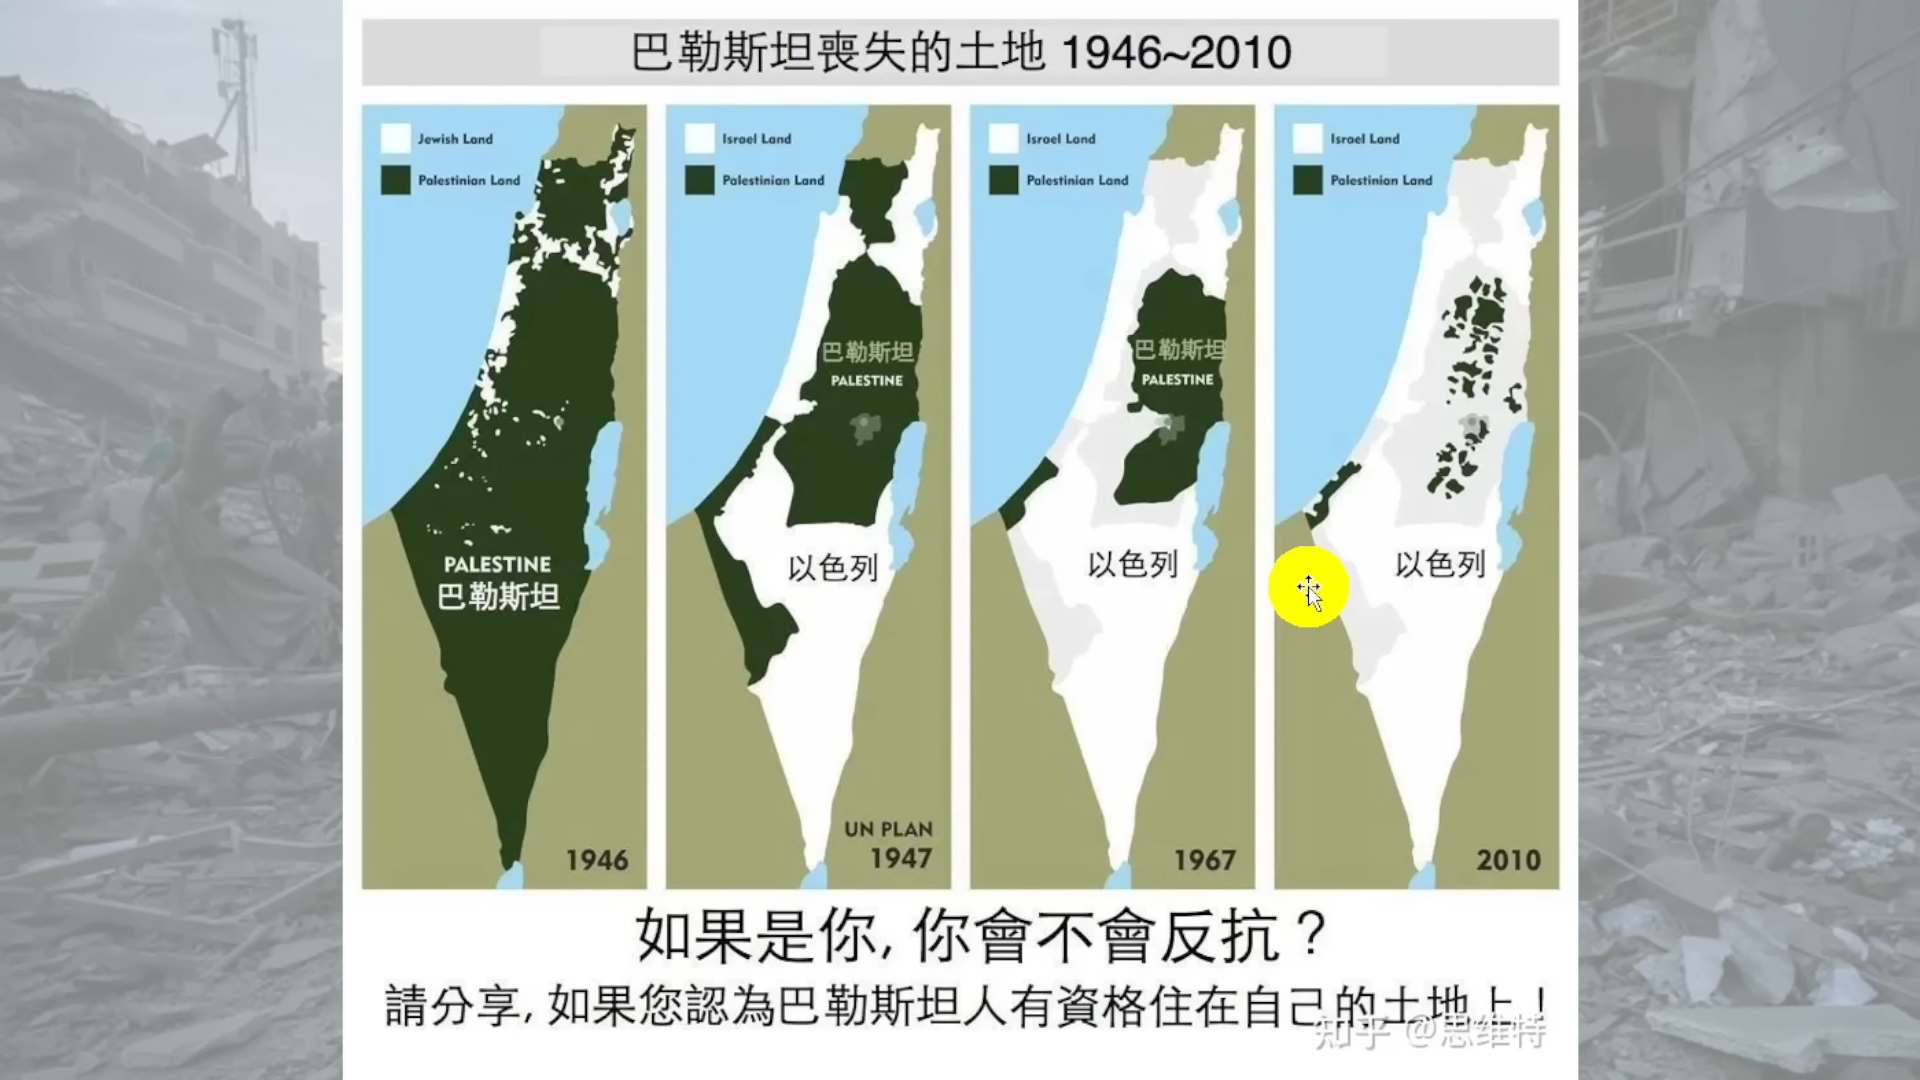 巴勒斯坦喪失的土地 1946~2010
Jewish Land
Palestinian Land
PALESTINE
巴勒斯坦
1946
Israel Land
Palestinian Land
巴勒斯坦
PALESTINE
以色列
UN PLAN
1947
Israel Land
Palestinian Land
巴勒斯坦
PALESTINE
以色列
1967
Israel Land
Palestinian Land
以色列
2010
如果是你, 你會不會反抗？
請分享, 如果您認為巴勒斯坦人有資格住在自己的土地上！
知乎 @思维特